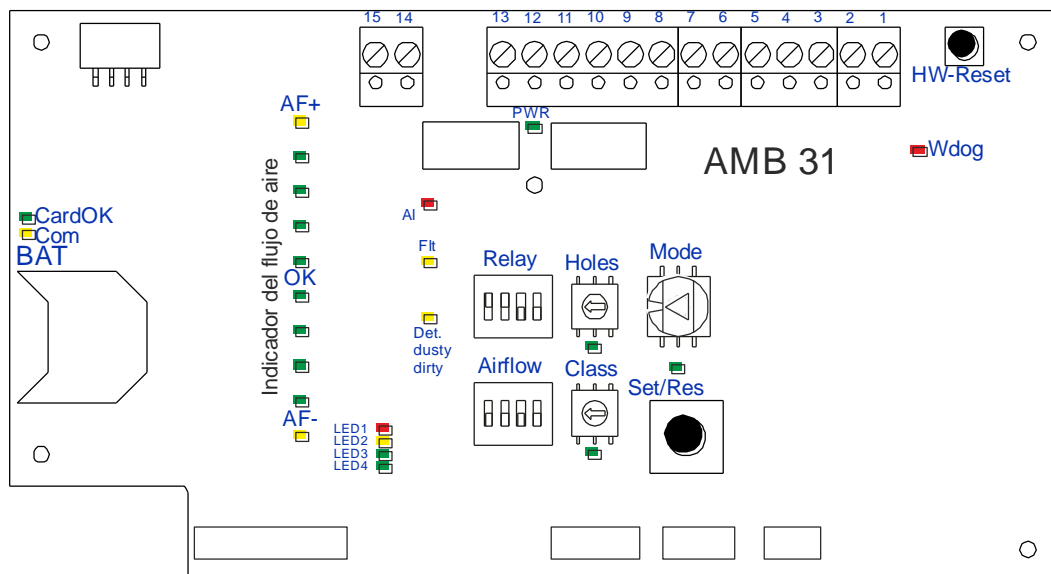 15 14 13 12 11 10 9 8 7 6 5 4 3 2 1
HW-Reset
AF+
PWR
AMB 31
Wdog
Indicador del flujo de aire
Al
CardOK
Com
BAT
Flt
Relay
Holes
Mode
OK
Det.
dusty
dirty
Airflow
Class
Set/Res
AF-
LED1
LED2
LED3
LED4